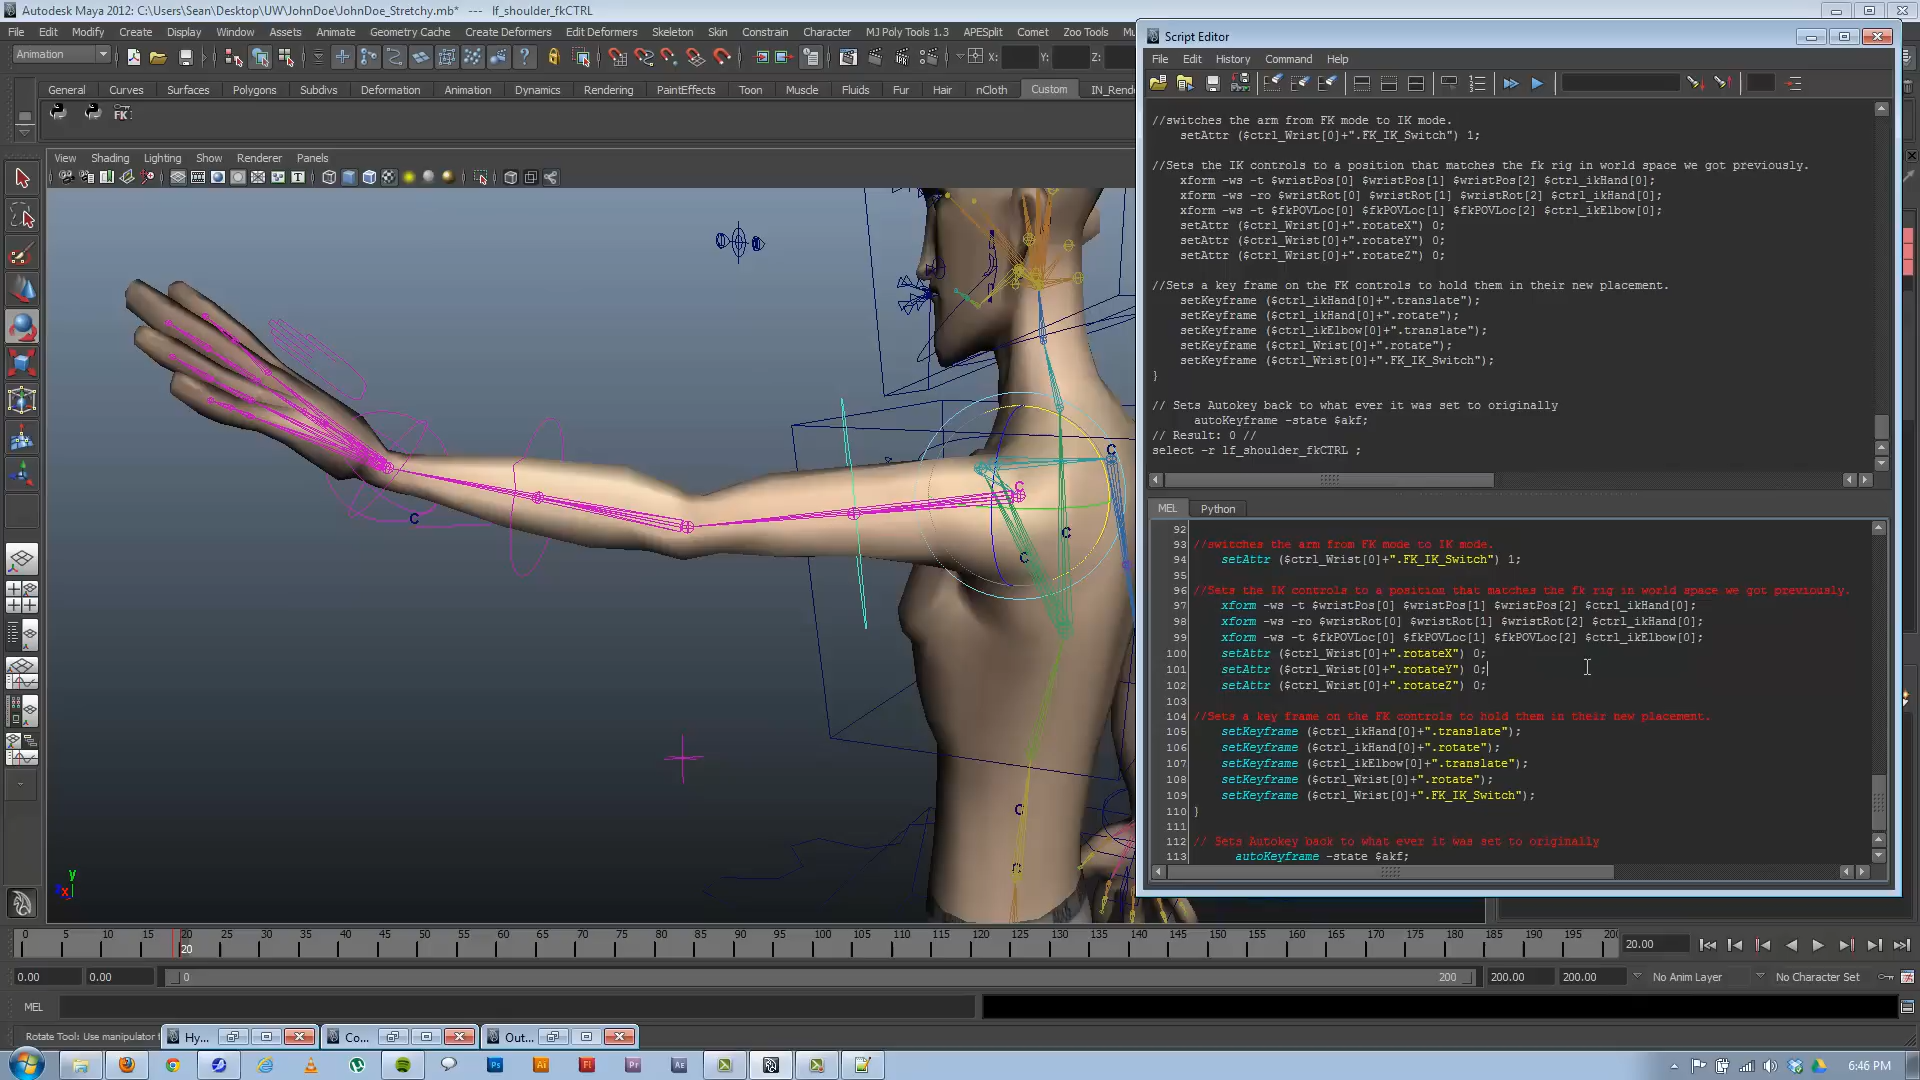 Autodesk Maya 2012: C:\Users\Sean\Desktop\UW\JohnDoe\JohnDoe_Stretchy.mb* --- lf_shoulder_fkCTRL
File Edit Modify Create Display Window Assets Animate Geometry Cache Create Deformers Edit Deformers Skeleton Skin Constrain Character MJ Poly Tools 1.3 APESplit Comet Zoo Tools
Animation
X: Y: Z:
General Curves Surfaces Polygons Subdivs Deformation Animation Dynamics Rendering PaintEffects Toon Muscle Fluids Fur Hair nCloth Custom IN_Rende
FK
View Shading Lighting Show Renderer Panels
Script Editor
File Edit History Command Help
//switches the arm from FK mode to IK mode.
setAttr ($ctrl_Wrist[0]+".FK_IK_Switch") 1;
//Sets the IK controls to a position that matches the fk rig in world space we got previously.
xform -ws -t $wristPos[0] $wristPos[1] $wristPos[2] $ctrl_ikHand[0];
xform -ws -ro $wristRot[0] $wristRot[1] $wristRot[2] $ctrl_ikHand[0];
xform -ws -t $fkPOVLoc[0] $fkPOVLoc[1] $fkPOVLoc[2] $ctrl_ikElbow[0];
setAttr ($ctrl_Wrist[0]+".rotateX") 0;
setAttr ($ctrl_Wrist[0]+".rotateY") 0;
setAttr ($ctrl_Wrist[0]+".rotateZ") 0;
//Sets a key frame on the FK controls to hold them in their new placement.
setKeyframe ($ctrl_ikHand[0]+".translate");
setKeyframe ($ctrl_ikHand[0]+".rotate");
setKeyframe ($ctrl_ikElbow[0]+".translate");
setKeyframe ($ctrl_Wrist[0]+".rotate");
setKeyframe ($ctrl_Wrist[0]+".FK_IK_Switch");
}
// Sets Autokey back to what ever it was set to originally
autoKeyframe -state $akf;
// Result: 0 //
select -r lf_shoulder_fkCTRL ;
MEL Python
92
93 //switches the arm from FK mode to IK mode.
94 setAttr ($ctrl_Wrist[0]+".FK_IK_Switch") 1;
95
96 //Sets the IK controls to a position that matches the fk rig in world space we got previously.
97 xform -ws -t $wristPos[0] $wristPos[1] $wristPos[2] $ctrl_ikHand[0];
98 xform -ws -ro $wristRot[0] $wristRot[1] $wristRot[2] $ctrl_ikHand[0];
99 xform -ws -t $fkPOVLoc[0] $fkPOVLoc[1] $fkPOVLoc[2] $ctrl_ikElbow[0];
100 setAttr ($ctrl_Wrist[0]+".rotateX") 0;
101 setAttr ($ctrl_Wrist[0]+".rotateY") 0;
102 setAttr ($ctrl_Wrist[0]+".rotateZ") 0;
103
104 //Sets a key frame on the FK controls to hold them in their new placement.
105 setKeyframe ($ctrl_ikHand[0]+".translate");
106 setKeyframe ($ctrl_ikHand[0]+".rotate");
107 setKeyframe ($ctrl_ikElbow[0]+".translate");
108 setKeyframe ($ctrl_Wrist[0]+".rotate");
109 setKeyframe ($ctrl_Wrist[0]+".FK_IK_Switch");
110 }
111
112 // Sets Autokey back to what ever it was set to originally
113 autoKeyframe -state $akf;
C
C
C
C
C
C
y
x
0 5 10 15 20 25 30 35 40 45 50 55 60 65 70 75 80 85 90 95 100 105 110 115 120 125 130 135 140 145 150 155 160 165 170 175 180 185 190 195 20
20
20.00
0.00 0.00 0 200 200.00 200.00 No Anim Layer No Character Set
MEL
Rotate Tool: Use manipulator Hy... Co... Out...
Ps Ai Fl Pr Ae
6:46 PM